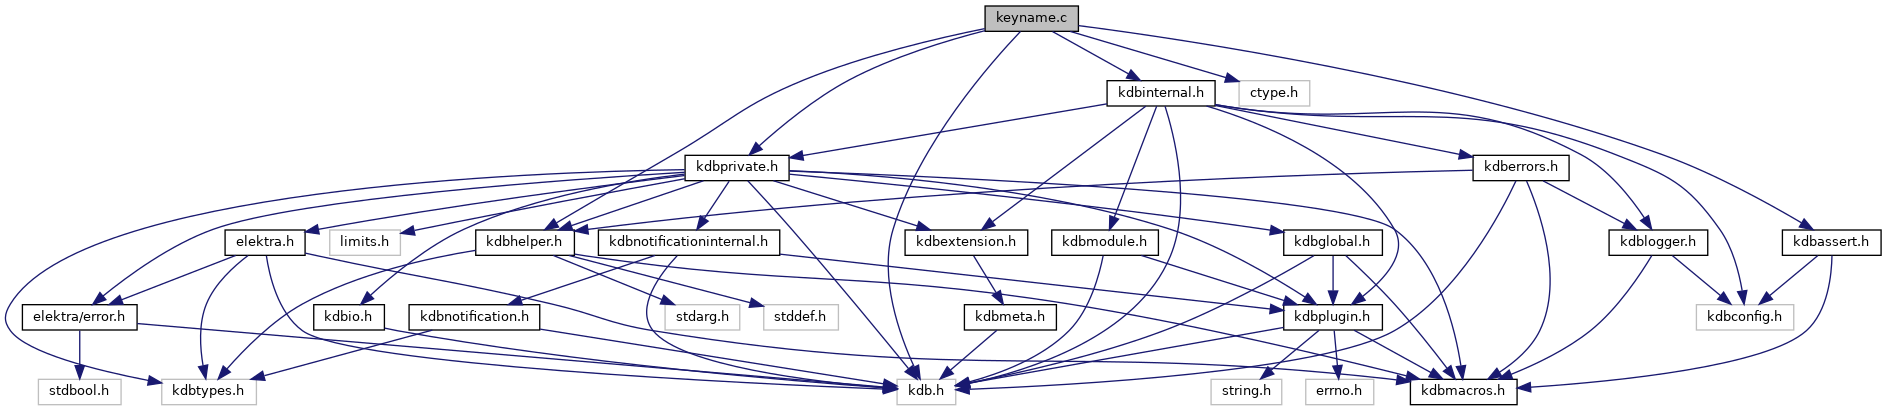 keyname.c
kdbinternal.h
ctype.h
kdbprivate.h
kdberrors.h
elektra.h
limits.h
kdbhelper.h
kdbnotificationinternal.h
kdbextension.h
kdbmodule.h
kdbglobal.h
kdblogger.h
kdbassert.h
elektra/error.h
kdbio.h
kdbnotification.h
stdarg.h
stddef.h
kdbmeta.h
kdbplugin.h
kdbconfig.h
stdbool.h
kdbtypes.h
kdb.h
string.h
errno.h
kdbmacros.h